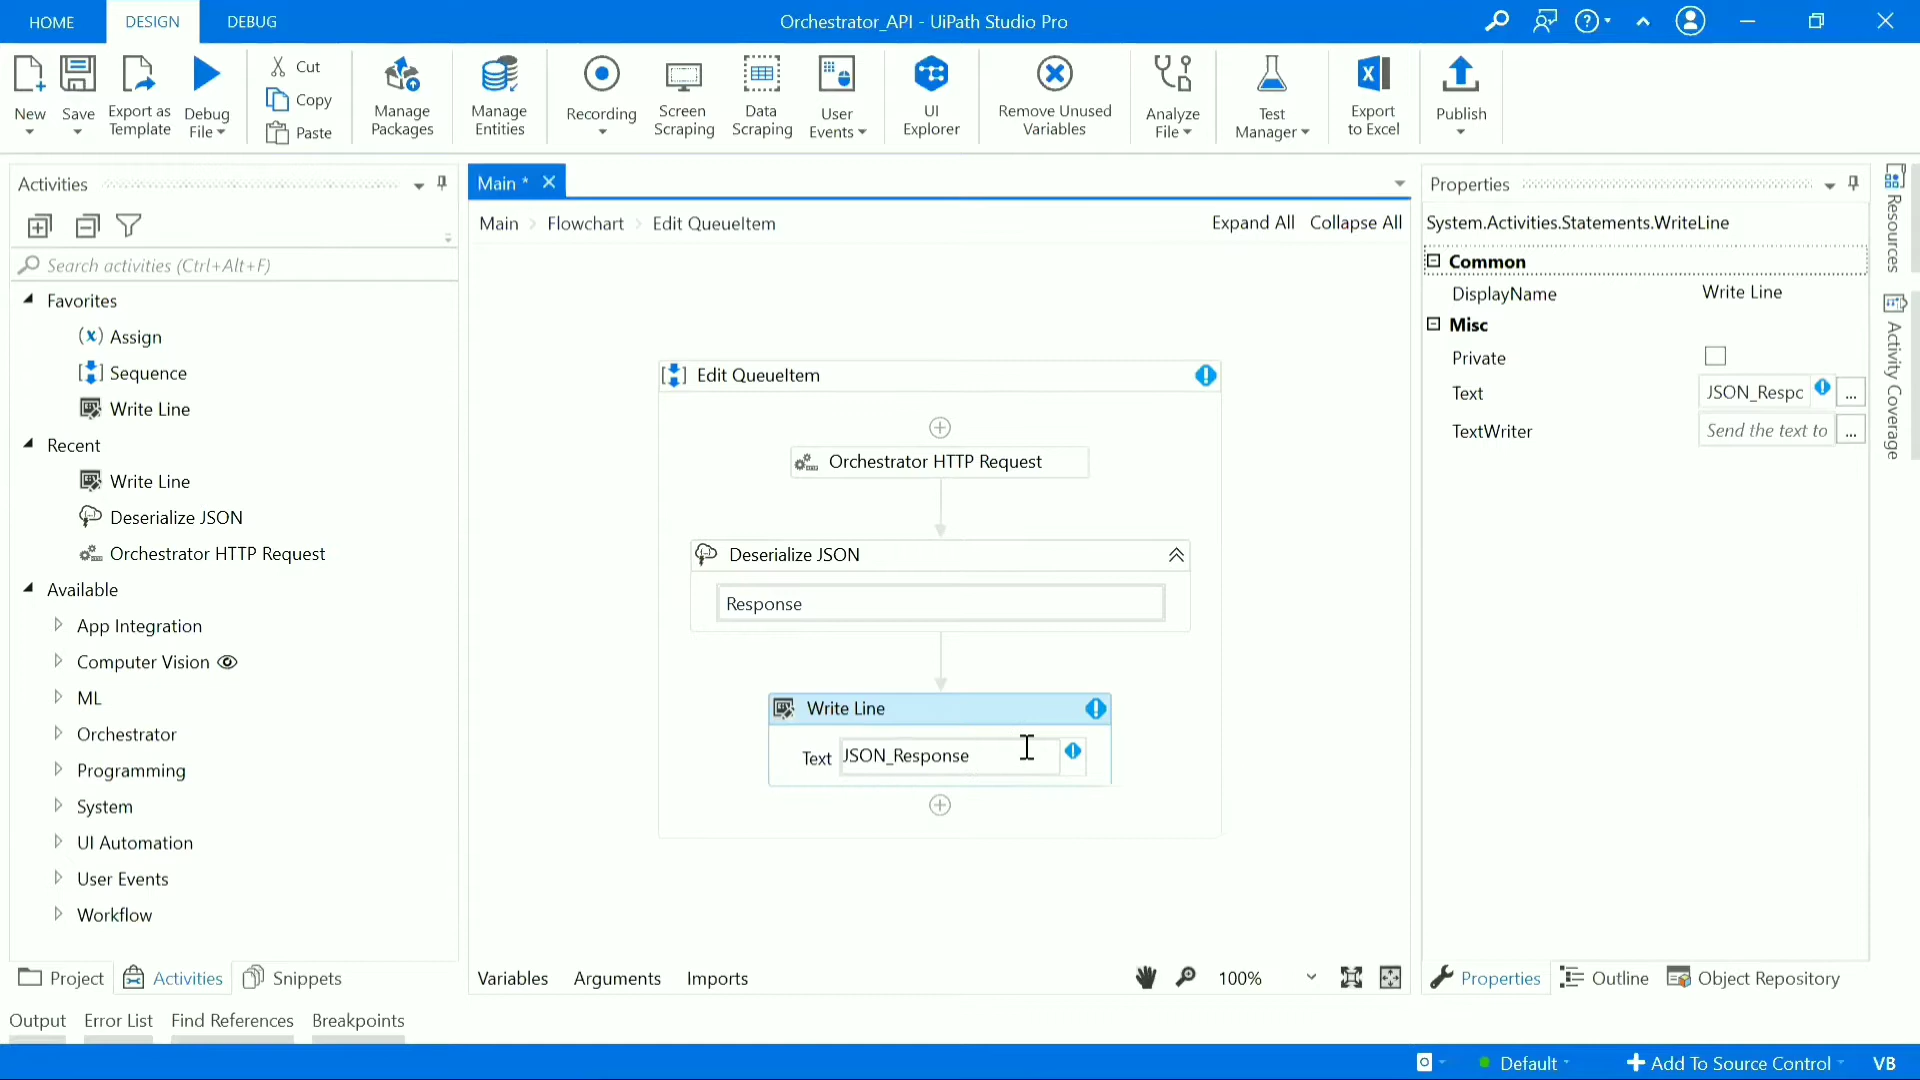 HOME DESIGN DEBUG Orchestrator_API - UiPath Studio Pro
New Save Export as Template Debug File
Cut
Copy
Paste
Manage Packages
Manage Entities
Recording
Screen Scraping
Data Scraping
User Events
UI Explorer
Remove Unused Variables
Analyze File
Test Manager
Export to Excel
Publish
Activities
Search activities (Ctrl+Alt+F)
Favorites
Assign
Sequence
Write Line
Recent
Write Line
Deserialize JSON
Orchestrator HTTP Request
Available
App Integration
Computer Vision
ML
Orchestrator
Programming
System
UI Automation
User Events
Workflow
Project Activities Snippets
Main *
Main Flowchart Edit QueueItem Expand All Collapse All
Edit QueueItem
Orchestrator HTTP Request
Deserialize JSON
Response
Write Line
Text JSON_Response
Variables Arguments Imports 100%
Properties
System.Activities.Statements.WriteLine
Common
DisplayName Write Line
Misc
Private
Text JSON_Respc ...
TextWriter Send the text to ...
Properties Outline Object Repository
Resources
Activity Coverage
Output Error List Find References Breakpoints
Default Add To Source Control VB